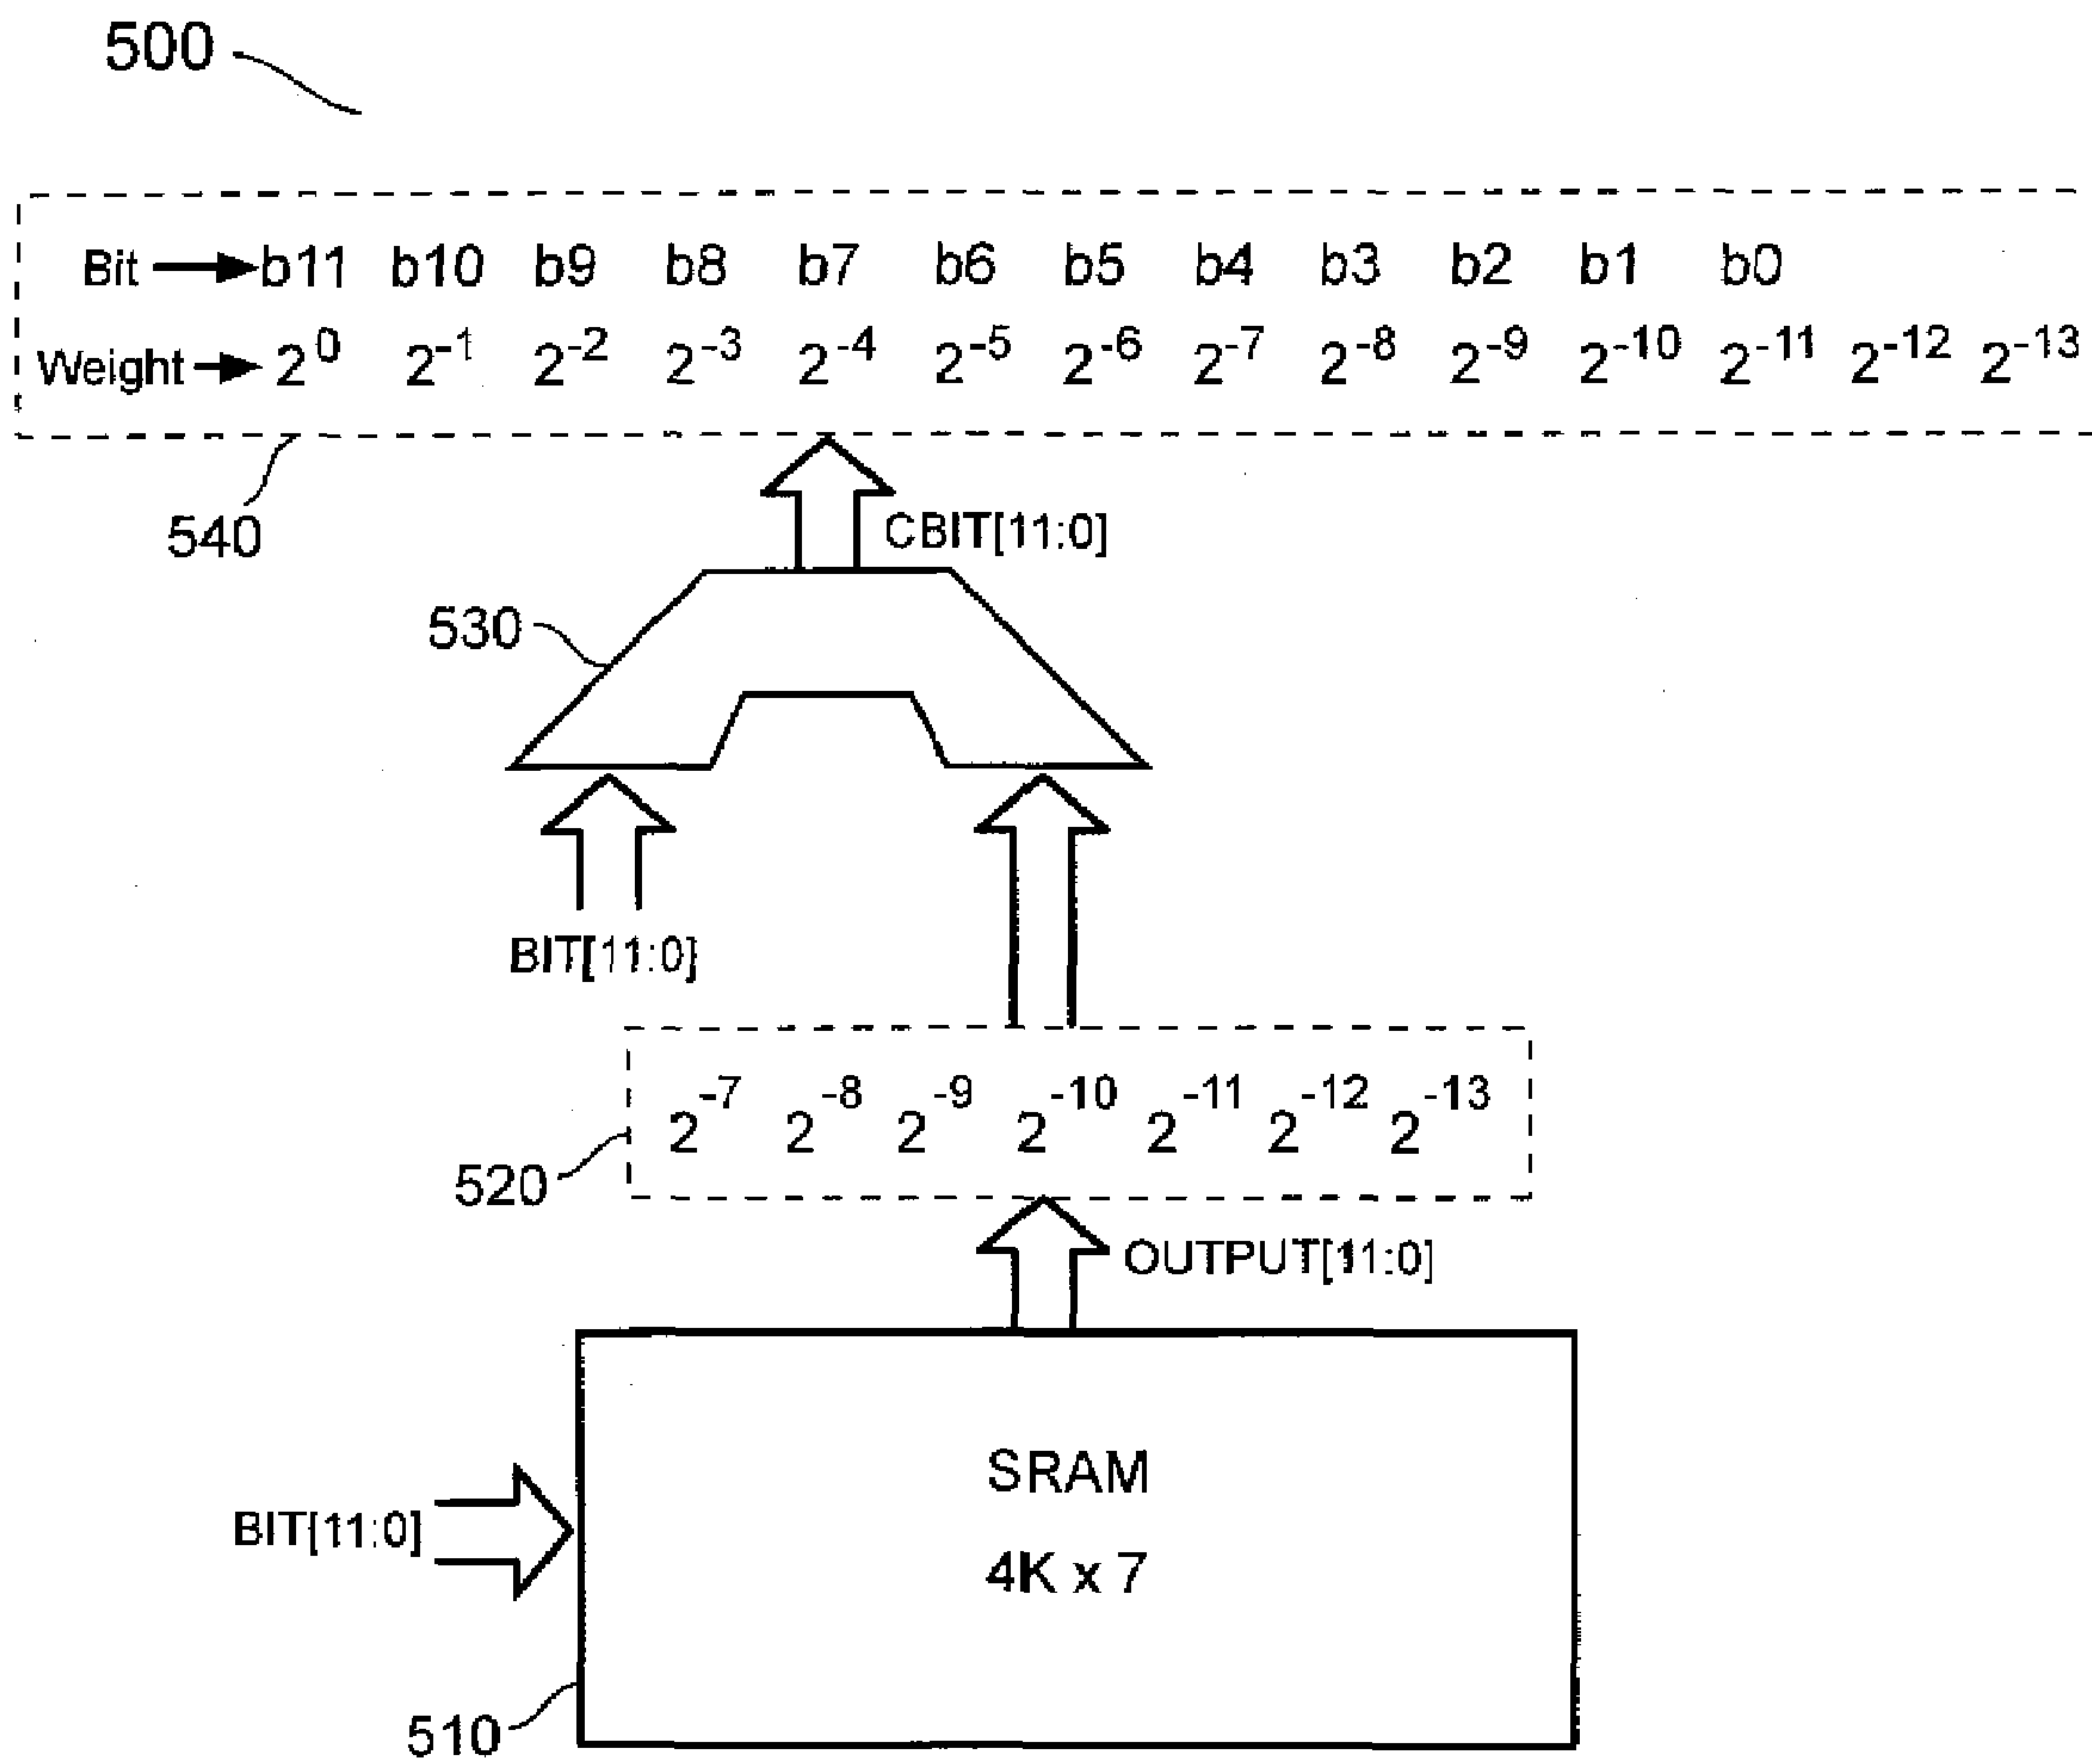 500
Bit b11 b10 b9 b8 b7 b6 b5 b4 b3 b2 b1 b0
Weight 2^0 2^-1 2^-2 2^-3 2^-4 2^-5 2^-6 2^-7 2^-8 2^-9 2^-10 2^-11 2^-12 2^-13
540
CBIT[11:0]
530
BIT[11:0]
2^-7 2^-8 2^-9 2^-10 2^-11 2^-12 2^-13
520
OUTPUT[11:0]
SRAM
BIT[11:0]
4K x 7
510